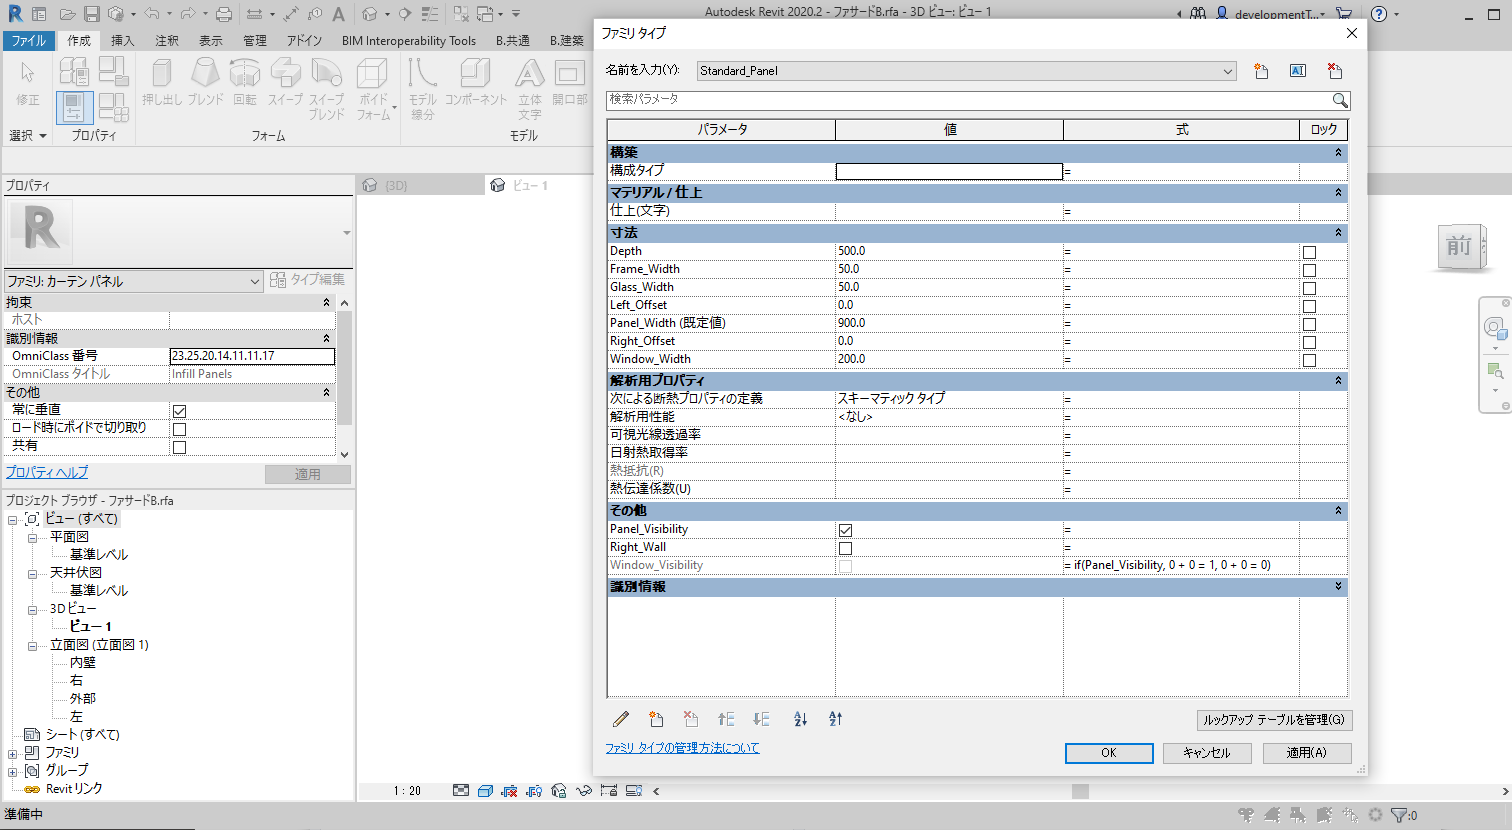 Autodesk Revit 2020.2 - ファサードB.rfa - 3D ビュー: ビュー 1
developmentT...
ファイル 作成 挿入 注釈 表示 管理 アドイン BIM Interoperability Tools B.共通 B.建築
修正
押し出し ブレンド 回転 スイープ スイープ ブレンド ボイド フォーム モデル 線分 コンポーネント 立体 文字 開口部
選択 プロパティ フォーム モデル
プロパティ
ファミリ: カーテン パネル
タイプ編集
拘束
ホスト
識別情報
OmniClass 番号 23.25.20.14.11.11.17
OmniClass タイトル Infill Panels
その他
常に垂直
ロード時にボイドで切り取り
共有
プロパティ ヘルプ
適用
プロジェクト ブラウザ - ファサードB.rfa
ビュー (すべて)
平面図
基準レベル
天井伏図
基準レベル
3D ビュー
ビュー 1
立面図 (立面図 1)
内壁
右
外部
左
シート (すべて)
ファミリ
グループ
Revit リンク
準備中
{3D}
ビュー 1
前
1 : 20
:0
ファミリ タイプ
名前を入力(Y):
Standard_Panel
検索パラメータ
パラメータ 値 式 ロック
構築
構成タイプ =
マテリアル / 仕上
仕上(文字) =
寸法
Depth 500.0 =
Frame_Width 50.0 =
Glass_Width 50.0 =
Left_Offset 0.0 =
Panel_Width (既定値) 900.0 =
Right_Offset 0.0 =
Window_Width 200.0 =
解析用プロパティ
次による断熱プロパティの定義 スキーマティック タイプ =
解析用性能 <なし> =
可視光線透過率 =
日射熱取得率 =
熱抵抗(R) =
熱伝達係数(U) =
その他
Panel_Visibility =
Right_Wall =
Window_Visibility = if(Panel_Visibility, 0 + 0 = 1, 0 + 0 = 0)
識別情報
ルックアップ テーブルを管理(G)
ファミリ タイプの管理方法について
OK キャンセル 適用(A)